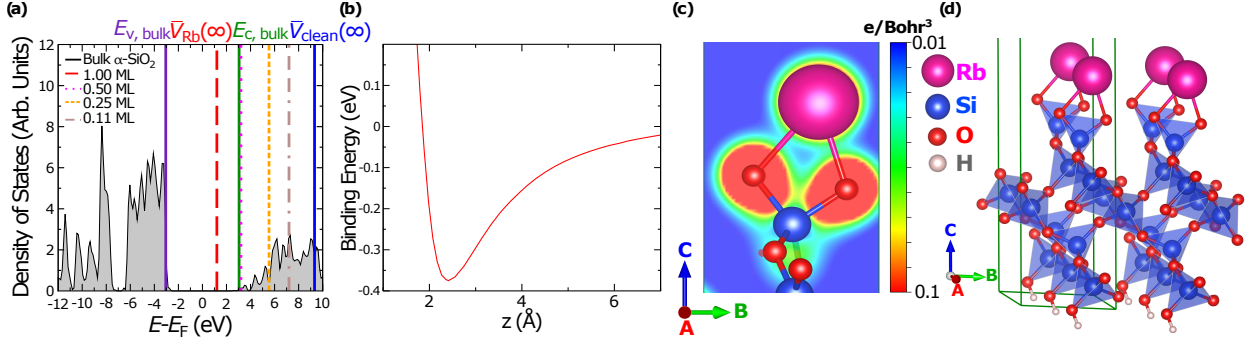 (a)
E_v, bulk V̄_Rb(∞) E_c, bulk V̄_clean(∞)
Density of States (Arb. Units)
12
10
8
6
4
2
0
Bulk α-SiO₂
1.00 ML
0.50 ML
0.25 ML
0.11 ML
-12 -10 -8 -6 -4 -2 0 2 4 6 8 10
E-E_F (eV)
(b)
Binding Energy (eV)
0.1
0
-0.1
-0.2
-0.3
-0.4
2 4 6
z (Å)
(c)
e/Bohr³
0.01
0.1
C
B
A
(d)
Rb
Si
O
H
C
B
A